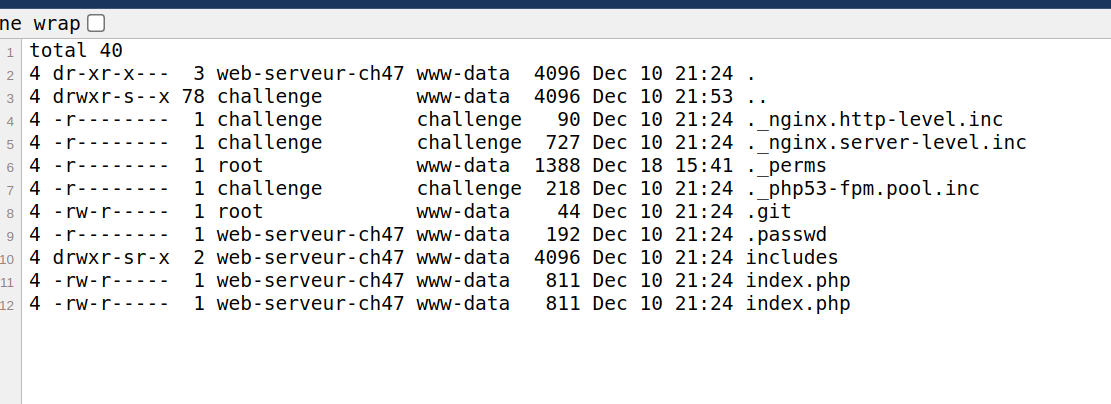 ne wrap
1 total 40
2 4 dr-xr-x---  3 web-serveur-ch47 www-data  4096 Dec 10 21:24 .
3 4 drwxr-s--x 78 challenge        www-data  4096 Dec 10 21:53 ..
4 4 -r--------  1 challenge        challenge   90 Dec 10 21:24 ._nginx.http-level.inc
5 4 -r--------  1 challenge        challenge  727 Dec 10 21:24 ._nginx.server-level.inc
6 4 -r--------  1 root             www-data  1388 Dec 18 15:41 ._perms
7 4 -r--------  1 challenge        challenge  218 Dec 10 21:24 ._php53-fpm.pool.inc
8 4 -rw-r-----  1 root             www-data    44 Dec 10 21:24 .git
9 4 -r--------  1 web-serveur-ch47 www-data   192 Dec 10 21:24 .passwd
10 4 drwxr-sr-x  2 web-serveur-ch47 www-data  4096 Dec 10 21:24 includes
11 4 -rw-r-----  1 web-serveur-ch47 www-data   811 Dec 10 21:24 index.php
12 4 -rw-r-----  1 web-serveur-ch47 www-data   811 Dec 10 21:24 index.php